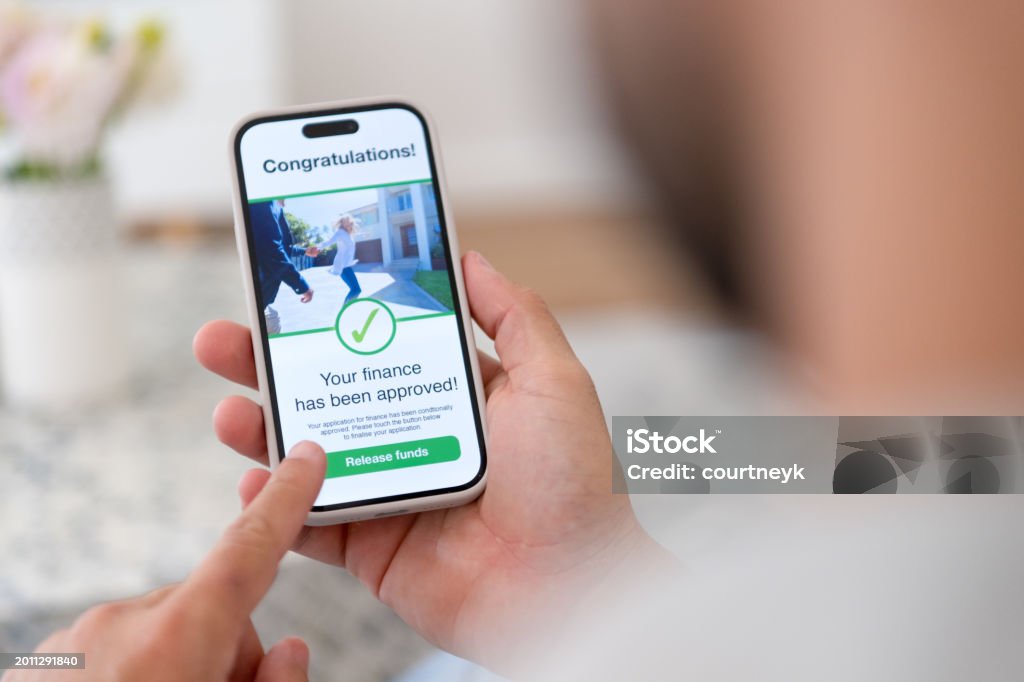 Congratulations!
Your finance
has been approved!
Your application for finance has been conditionally
approved. Please touch the button below
to finalise your application.
Release funds
iStock™
Credit: courtneyk
2011291840